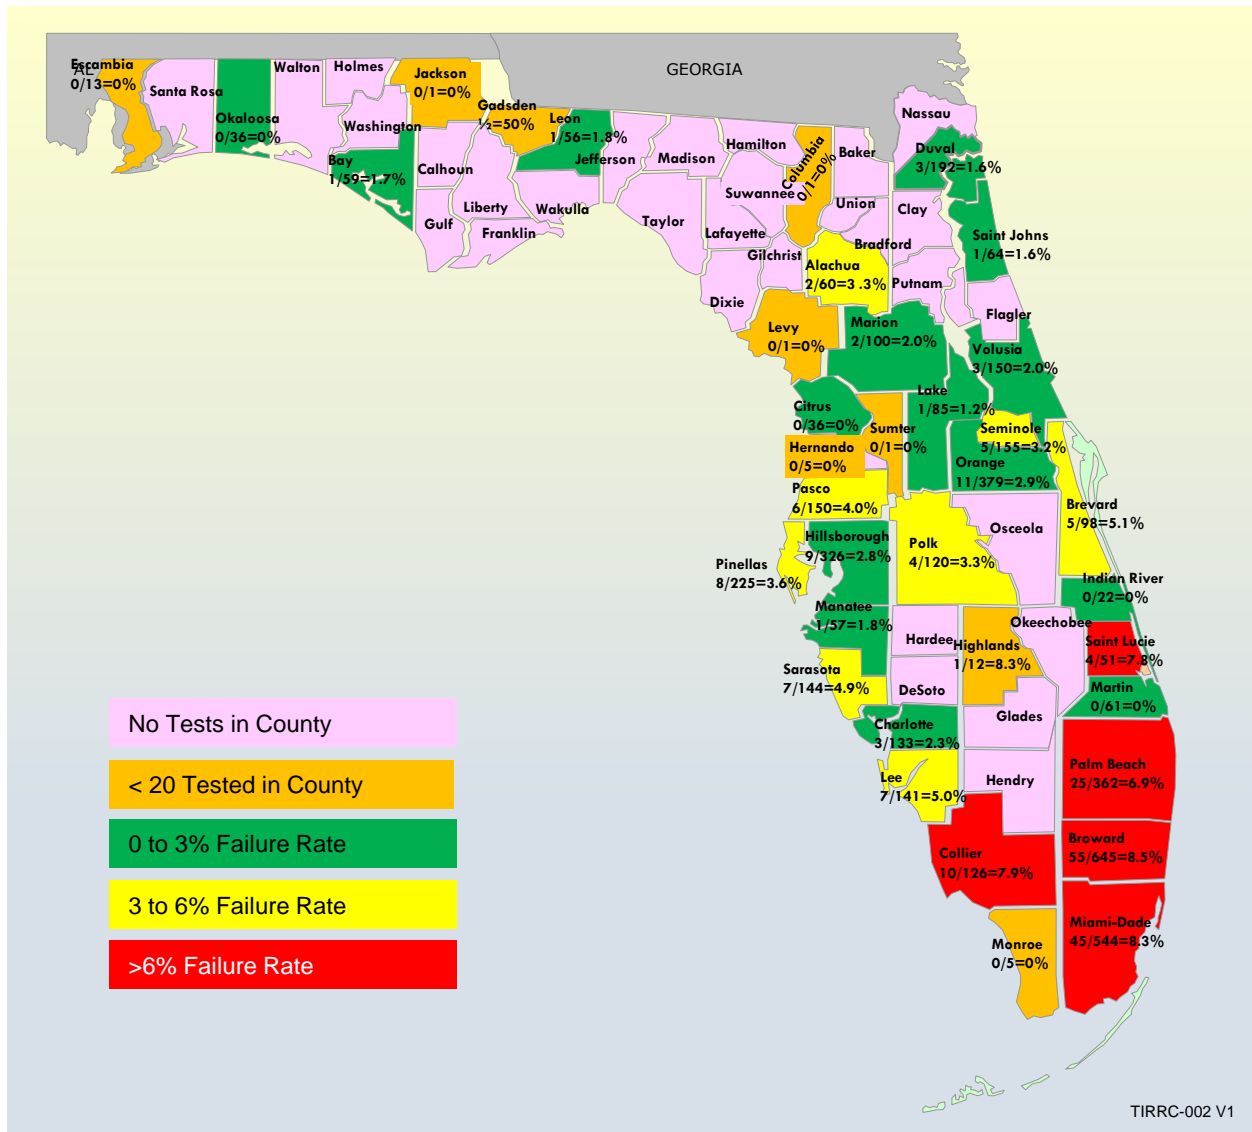 AL
GEORGIA
Escambia
0/13=0%
Santa Rosa
Okaloosa
0/36=0%
Walton
Holmes
Washington
Bay
1/59=1.7%
Jackson
0/1=0%
Calhoun
Gulf
Gadsden
½=50%
Liberty
Franklin
Leon
1/56=1.8%
Wakulla
Jefferson
Madison
Taylor
Hamilton
Suwannee
Lafayette
Dixie
Columbia
0/1=0%
Gilchrist
Baker
Union
Bradford
Nassau
Duval
3/192=1.6%
Clay
Saint Johns
1/64=1.6%
Alachua
2/60=3 .3%
Putnam
Flagler
Levy
0/1=0%
Marion
2/100=2.0%
Volusia
3/150=2.0%
Citrus
0/36=0%
Sumter
0/1=0%
Lake
1/85=1.2%
Seminole
5/155=3.2%
Hernando
0/5=0%
Orange
11/379=2.9%
Pasco
6/150=4.0%
Brevard
5/98=5.1%
Osceola
Hillsborough
9/326=2.8%
Polk
4/120=3.3%
Pinellas
8/225=3.6%
Indian River
0/22=0%
Manatee
1/57=1.8%
Hardee
Highlands
1/12=8.3%
Okeechobee
Saint Lucie
4/51=7.8%
Sarasota
7/144=4.9%
DeSoto
Martin
0/61=0%
Charlotte
3/133=2.3%
Glades
Lee
7/141=5.0%
Hendry
Palm Beach
25/362=6.9%
Collier
10/126=7.9%
Broward
55/645=8.5%
Monroe
0/5=0%
Miami-Dade
45/544=8.3%
No Tests in County
< 20 Tested in County
0 to 3% Failure Rate
3 to 6% Failure Rate
>6% Failure Rate
TIRRC-002 V1